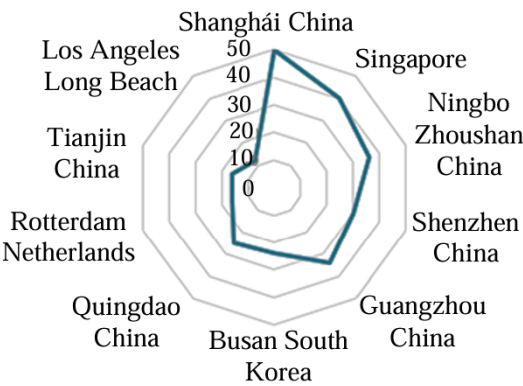 Shanghái China
Singapore
Ningbo
Zhoushan
China
Shenzhen
China
Guangzhou
China
Busan South
Korea
Quingdao
China
Rotterdam
Netherlands
Tianjin
China
Los Angeles
Long Beach
50
40
30
20
10
0